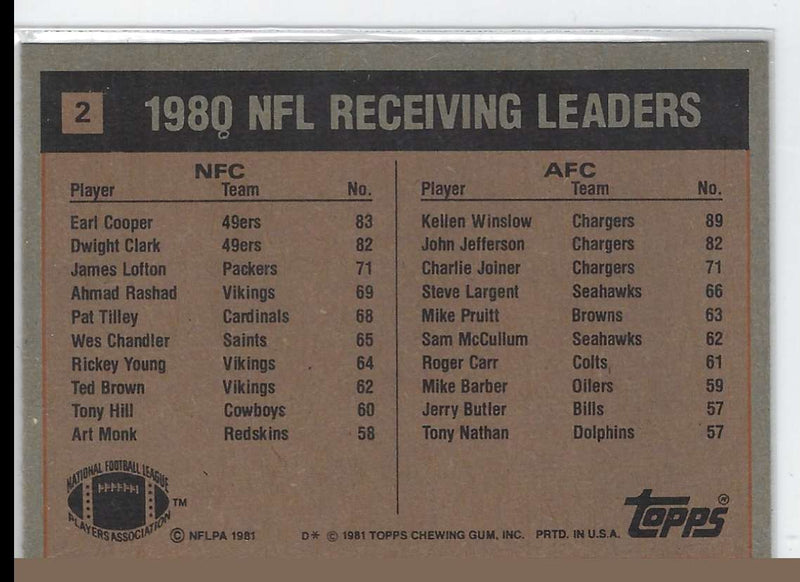 2 1980 NFL RECEIVING LEADERS
NFC
Player Team No.
Earl Cooper 49ers 83
Dwight Clark 49ers 82
James Lofton Packers 71
Ahmad Rashad Vikings 69
Pat Tilley Cardinals 68
Wes Chandler Saints 65
Rickey Young Vikings 64
Ted Brown Vikings 62
Tony Hill Cowboys 60
Art Monk Redskins 58
AFC
Player Team No.
Kellen Winslow Chargers 89
John Jefferson Chargers 82
Charlie Joiner Chargers 71
Steve Largent Seahawks 66
Mike Pruitt Browns 63
Sam McCullum Seahawks 62
Roger Carr Colts 61
Mike Barber Oilers 59
Jerry Butler Bills 57
Tony Nathan Dolphins 57
NATIONAL FOOTBALL LEAGUE
PLAYERS ASSOCIATION
TM
© NFLPA 1981
D* © 1981 TOPPS CHEWING GUM, INC. PRTD. IN U.S.A.
topps®